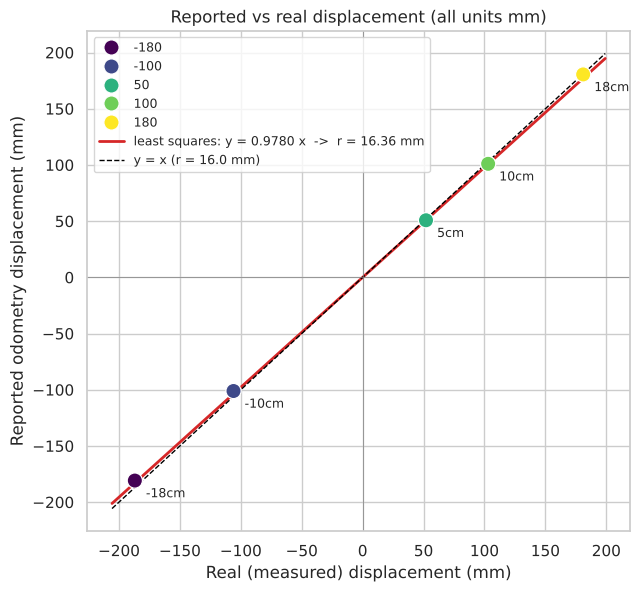 Reported vs real displacement (all units mm)
-180
-100
50
100
180
least squares: y = 0.9780 x  -> r = 16.36 mm
y = x (r = 16.0 mm)
18cm
10cm
5cm
-10cm
-18cm
200
150
100
50
0
−50
−100
−150
−200
Reported odometry displacement (mm)
−200 −150 −100 −50 0 50 100 150 200
Real (measured) displacement (mm)